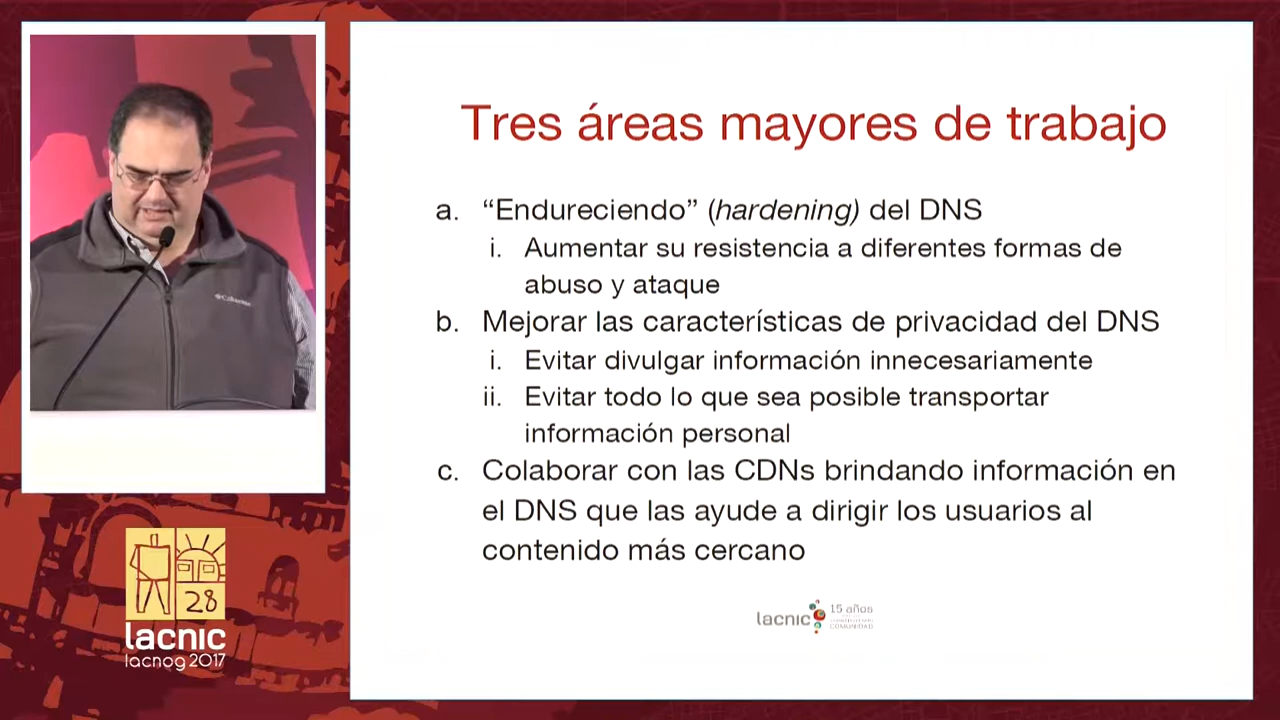 Tres áreas mayores de trabajo
a. “Endureciendo” (hardening) del DNS
i. Aumentar su resistencia a diferentes formas de
abuso y ataque
b. Mejorar las características de privacidad del DNS
i. Evitar divulgar información innecesariamente
ii. Evitar todo lo que sea posible transportar
información personal
c. Colaborar con las CDNs brindando información en
el DNS que las ayude a dirigir los usuarios al
contenido más cercano
lacnic
15 años
COMUNIDAD
Columbia
28
lacnic
lacnog 2017